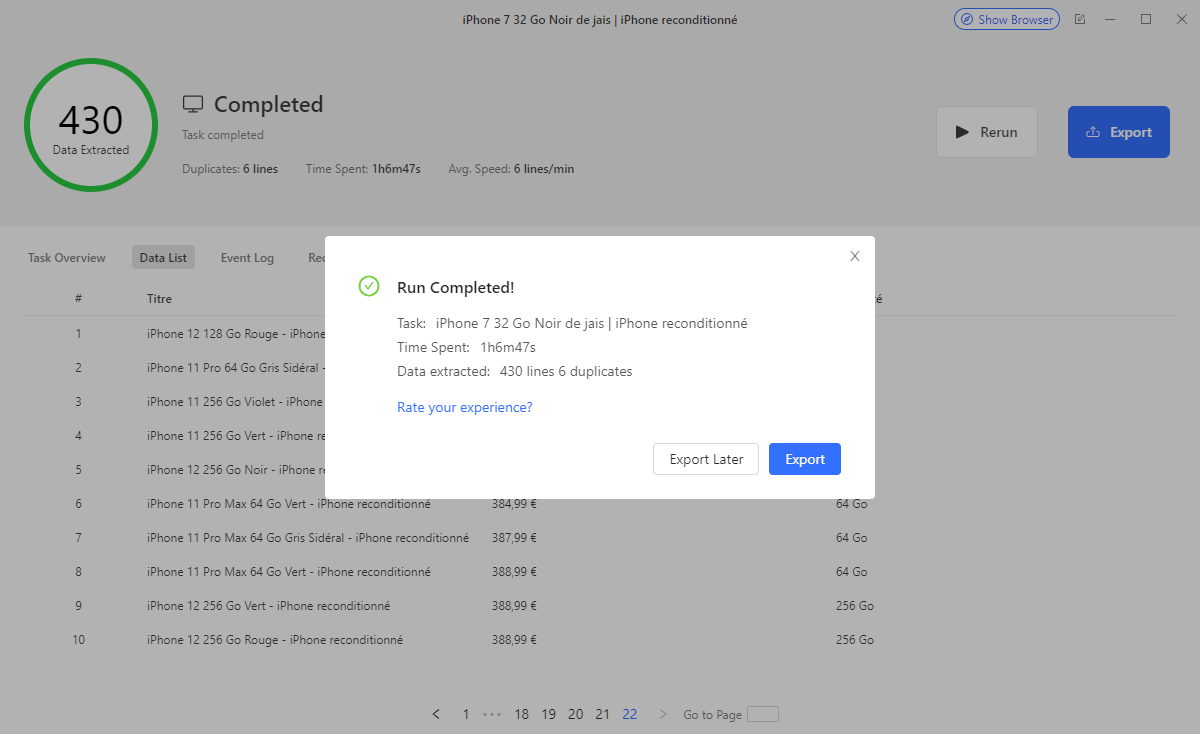 iPhone 7 32 Go Noir de jais | iPhone reconditionné
Show Browser
430
Data Extracted
Completed
Task completed
Duplicates: 6 lines Time Spent: 1h6m47s Avg. Speed: 6 lines/min
Rerun
Export
Task Overview Data List Event Log
Run Completed!
Task: iPhone 7 32 Go Noir de jais | iPhone reconditionné
Time Spent: 1h6m47s
Data extracted: 430 lines 6 duplicates
Rate your experience?
Export Later Export
# Titre
1 iPhone 12 128 Go Rouge - iPhone
2 iPhone 11 Pro 64 Go Gris Sidéral -
3 iPhone 11 256 Go Violet - iPhone
4 iPhone 11 256 Go Vert - iPhone re
5 iPhone 12 256 Go Noir - iPhone re
6 iPhone 11 Pro Max 64 Go Vert - iPhone reconditionné 384,99 € 64 Go
7 iPhone 11 Pro Max 64 Go Gris Sidéral - iPhone reconditionné 387,99 € 64 Go
8 iPhone 11 Pro Max 64 Go Vert - iPhone reconditionné 388,99 € 64 Go
9 iPhone 12 256 Go Vert - iPhone reconditionné 388,99 € 256 Go
10 iPhone 12 256 Go Rouge - iPhone reconditionné 388,99 € 256 Go
< 1 ••• 18 19 20 21 22 > Go to Page